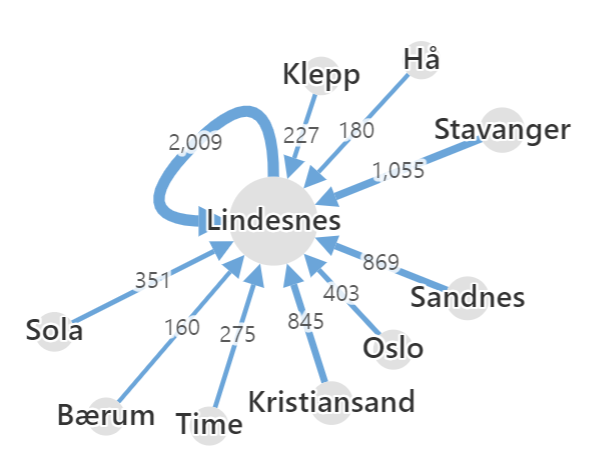 Hå
Klepp
Stavanger
227
180
2,009
1,055
Lindesnes
869
351
403
Sandnes
845
160
275
Sola
Oslo
Kristiansand
Bærum
Time